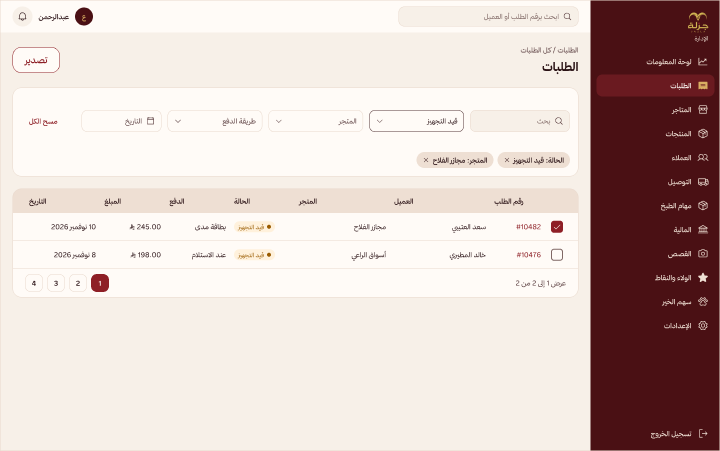 جزلة
الإدارة
لوحة المعلومات
الطلبات
المتاجر
المنتجات
العملاء
التوصيل
مهام الطبخ
المالية
القصص
الولاء والنقاط
سهم الخير
الإعدادات
تسجيل الخروج
ابحث برقم الطلب أو العميل
ع عبدالرحمن
الطلبات / كل الطلبات
الطلبات
تصدير
بحث قيد التجهيز المتجر طريقة الدفع التاريخ مسح الكل
الحالة: قيد التجهيز × المتجر: مجازر الفلاح ×
رقم الطلب العميل المتجر الحالة الدفع المبلغ التاريخ
#10482 سعد العتيبي مجازر الفلاح قيد التجهيز بطاقة مدى 245.00 10 نوفمبر 2026
#10476 خالد المطيري أسواق الراعي قيد التجهيز عند الاستلام 198.00 8 نوفمبر 2026
عرض 1 إلى 2 من 2
1 2 3 4